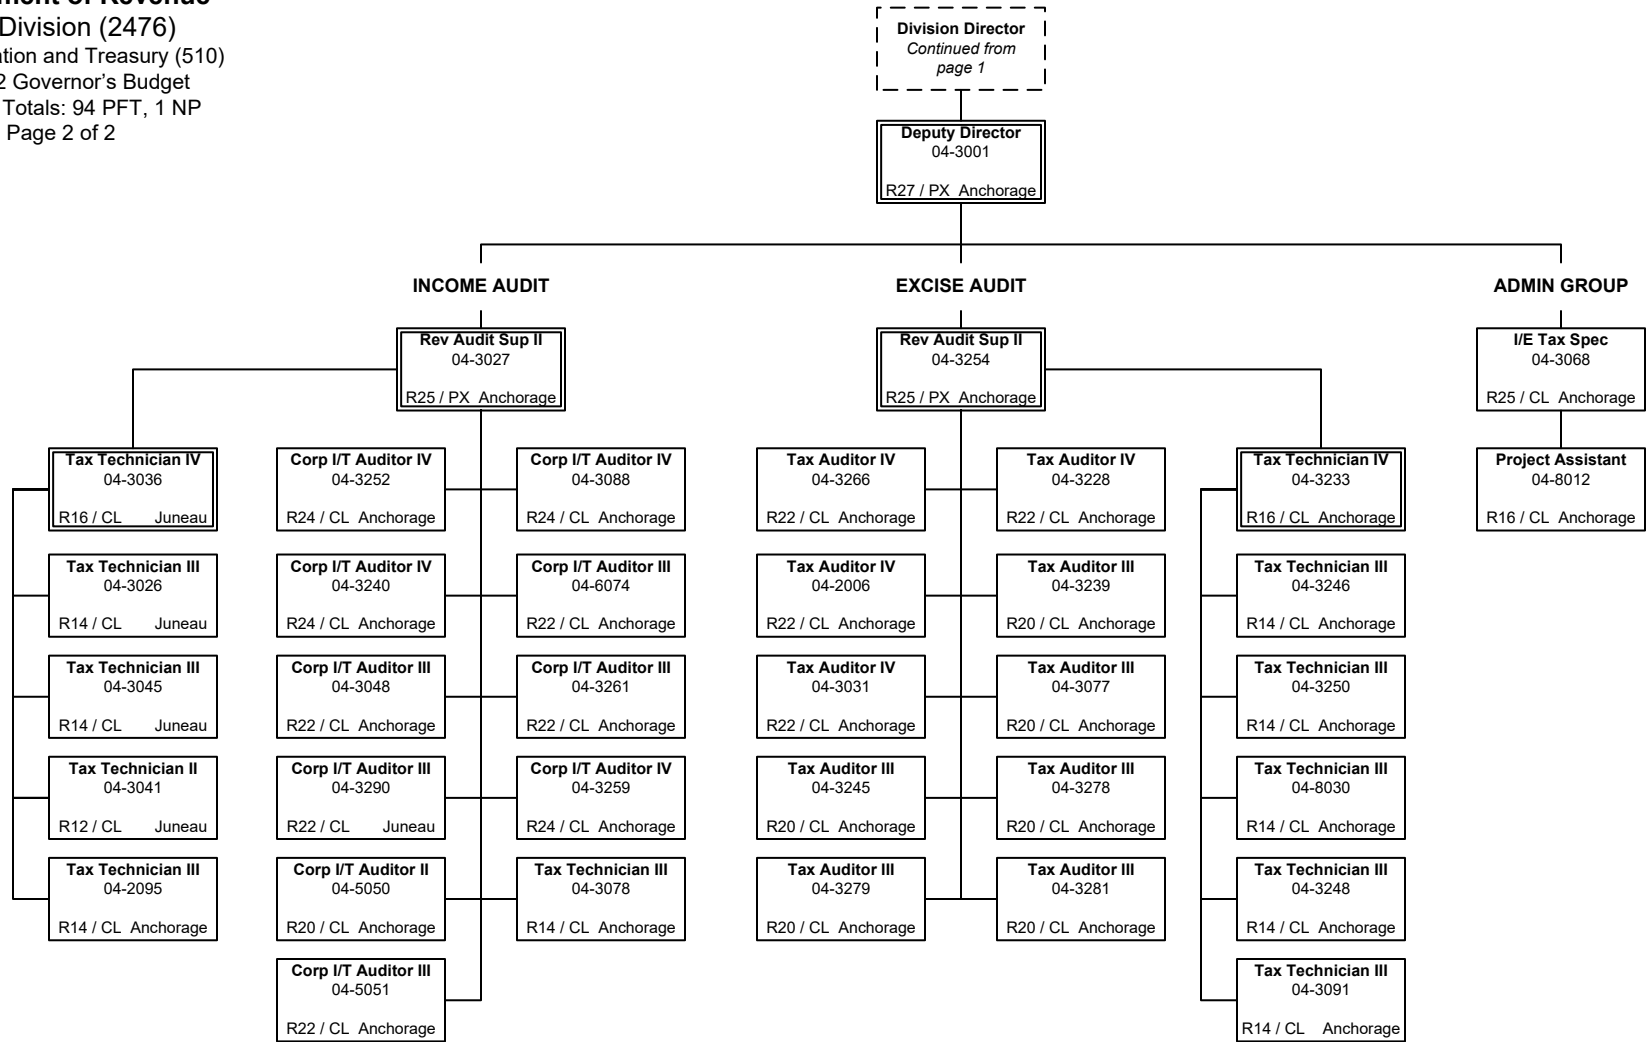 Division (2476)
and Treasury (510)
Governor's Budget
Totals: 94 PFT, 1 NP
Page 2 of 2
Division Director
Continued from
page 1
Deputy Director
04-3001
R27 / PX Anchorage
INCOME AUDIT
EXCISE AUDIT
ADMIN GROUP
Rev Audit Sup II
04-3027
R25 / PX Anchorage
Rev Audit Sup II
04-3254
R25 / PX Anchorage
I/E Tax Spec
04-3068
R25 / CL Anchorage
Tax Technician IV
04-3036
R16 / CL Juneau
Corp I/T Auditor IV
04-3252
R24 / CL Anchorage
Corp I/T Auditor IV
04-3088
R24 / CL Anchorage
Tax Auditor IV
04-3266
R22 / CL Anchorage
Tax Auditor IV
04-3228
R22 / CL Anchorage
Tax Technician IV
04-3233
R16 / CL Anchorage
Project Assistant
04-8012
R16 / CL Anchorage
Tax Technician III
04-3026
R14 / CL Juneau
Corp I/T Auditor IV
04-3240
R24 / CL Anchorage
Corp I/T Auditor III
04-6074
R22 / CL Anchorage
Tax Auditor IV
04-2006
R22 / CL Anchorage
Tax Auditor III
04-3239
R20 / CL Anchorage
Tax Technician III
04-3246
R14 / CL Anchorage
Tax Technician III
04-3045
R14 / CL Juneau
Corp I/T Auditor III
04-3048
R22 / CL Anchorage
Corp I/T Auditor III
04-3261
R22 / CL Anchorage
Tax Auditor IV
04-3031
R22 / CL Anchorage
Tax Auditor III
04-3077
R20 / CL Anchorage
Tax Technician III
04-3250
R14 / CL Anchorage
Tax Technician II
04-3041
R12 / CL Juneau
Corp I/T Auditor III
04-3290
R22 / CL Juneau
Corp I/T Auditor IV
04-3259
R24 / CL Anchorage
Tax Auditor III
04-3245
R20 / CL Anchorage
Tax Auditor III
04-3278
R20 / CL Anchorage
Tax Technician III
04-8030
R14 / CL Anchorage
Tax Technician III
04-2095
R14 / CL Anchorage
Corp I/T Auditor II
04-5050
R20 / CL Anchorage
Tax Technician III
04-3078
R14 / CL Anchorage
Tax Auditor III
04-3279
R20 / CL Anchorage
Tax Auditor III
04-3281
R20 / CL Anchorage
Tax Technician III
04-3248
R14 / CL Anchorage
Corp I/T Auditor III
04-5051
R22 / CL Anchorage
Tax Technician III
04-3091
R14 / CL Anchorage